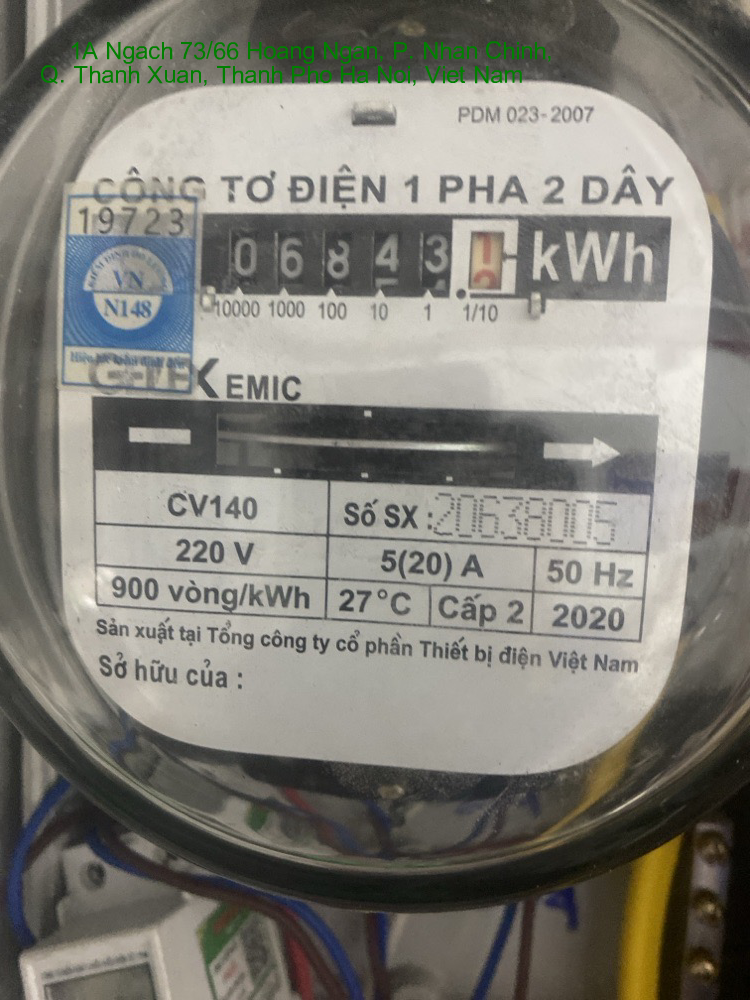 1A Ngach 73/66 Hoang Ngan, P. Nhan Chinh,
Q. Thanh Xuan, Thanh Pho Ha Noi, Viet Nam
PDM 023-2007
CÔNG TƠ ĐIỆN 1 PHA 2 DÂY
19723
0 6 8 4 3 kWh
10000 1000 100 10 1 1/10
VN
N148
EMIC
CV140 Số SX : 20638005
220 V 5(20) A 50 Hz
900 vòng/kWh 27°C Cấp 2 2020
Sản xuất tại Tổng công ty cổ phần Thiết bị điện Việt Nam
Sở hữu của :